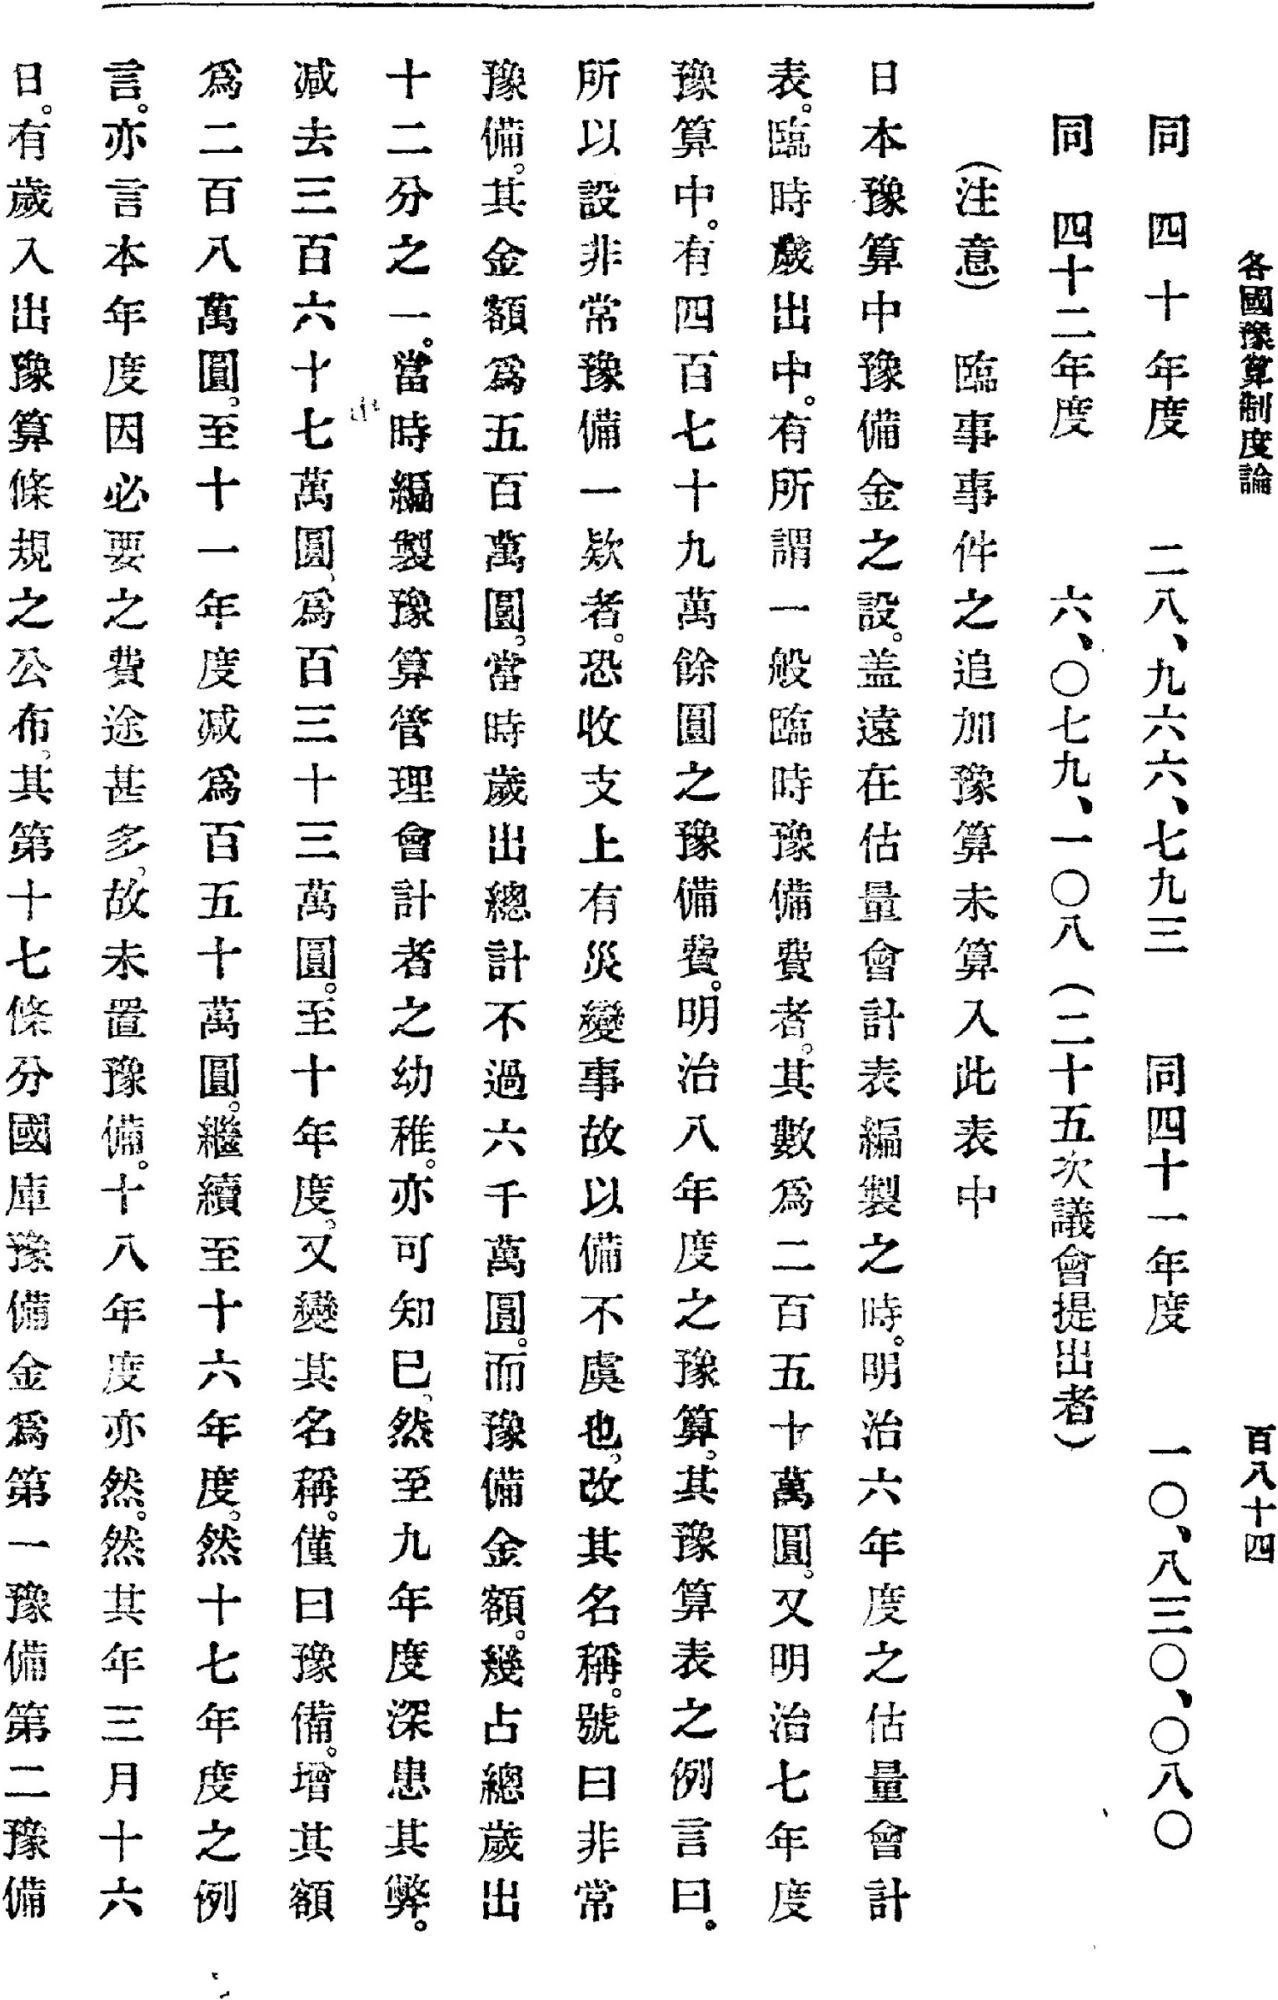 各國豫算制度論　百八十四
同　四十年度　二八、九六六、七九三　同四十一年度　一〇、八三〇、〇八〇
同　四十二年度　六、〇七九、一〇八（二十五次議會提出者）
（注意）　臨事事件之追加豫算未算入此表中
日本豫算中豫備金之設。盖遠在估量會計表編製之時。明治六年度之估量會計
表。臨時歲出中。有所謂一般臨時豫備費者。其數爲二百五十萬圓。又明治七年度
豫算中。有四百七十九萬餘圓之豫備費。明治八年度之豫算。其豫算表之例言曰。
所以設非常豫備一欵者。恐收支上有災變事故以備不虞也。改其名稱。號曰非常
豫備。其金額爲五百萬圓。當時歲出總計不過六千萬圓。而豫備金額。幾占總歲出
十二分之一。當時編製豫算管理會計者之幼稚。亦可知已。然至九年度深患其弊。
減去三百六十七萬圓、爲百三十三萬圓。至十年度。又變其名稱。僅曰豫備。增其額
爲二百八萬圓。至十一年度減爲百五十萬圓。繼續至十六年度。然十七年度之例
言。亦言本年度因必要之費途甚多。故未置豫備。十八年度亦然。然其年三月十六
日。有歲入出豫算條規之公布。其第十七條分國庫豫備金爲第一豫備第二豫備